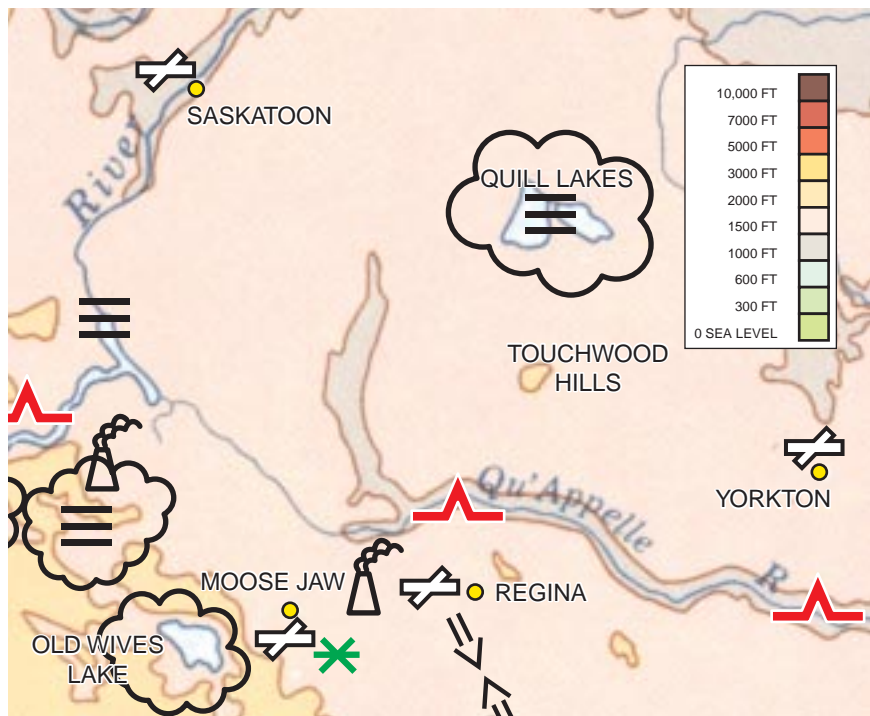 SASKATOON
River
QUILL LAKES
10,000 FT
7000 FT
5000 FT
3000 FT
2000 FT
1500 FT
1000 FT
600 FT
300 FT
0 SEA LEVEL
TOUCHWOOD
HILLS
Qu'Appelle
R
YORKTON
MOOSE JAW
REGINA
OLD WIVES
LAKE